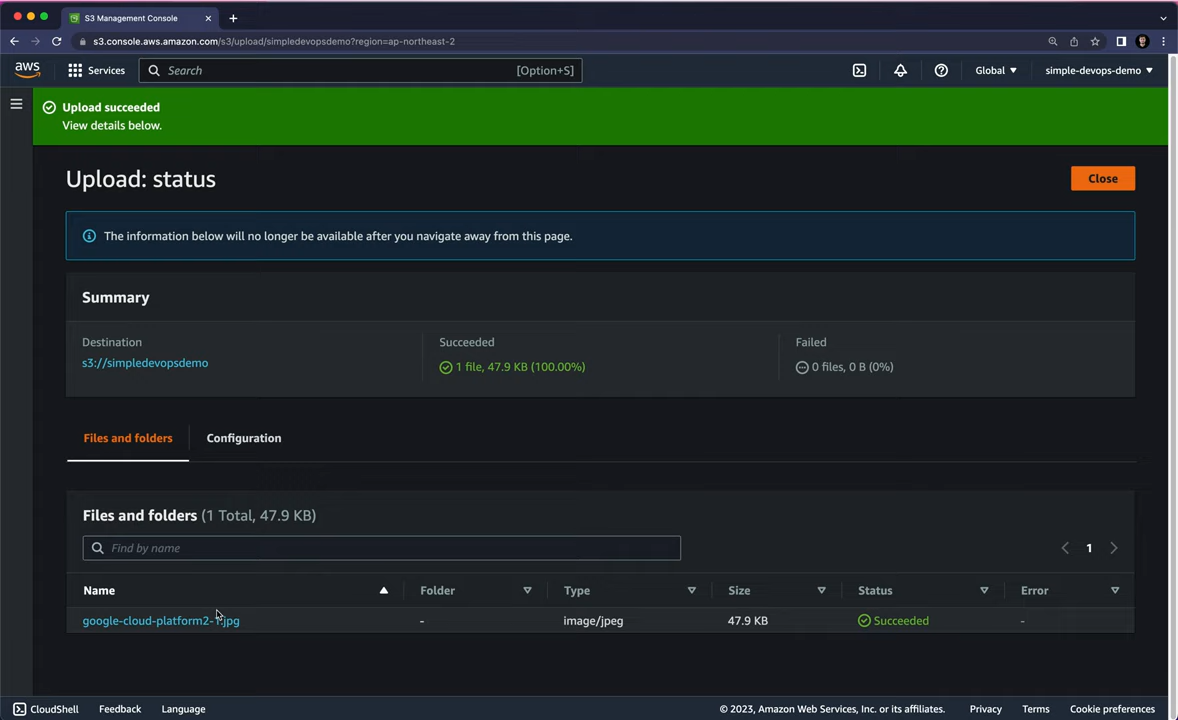 S3 Management Console
s3.console.aws.amazon.com/s3/upload/simpledevopsdemo?region=ap-northeast-2
aws Services Search [Option+S] Global simple-devops-demo
Upload succeeded
View details below.
Upload: status
Close
The information below will no longer be available after you navigate away from this page.
Summary
Destination Succeeded Failed
s3://simpledevopsdemo 1 file, 47.9 KB (100.00%) 0 files, 0 B (0%)
Files and folders Configuration
Files and folders (1 Total, 47.9 KB)
Find by name 1
Name Folder Type Size Status Error
google-cloud-platform2-1.jpg - image/jpeg 47.9 KB Succeeded -
CloudShell Feedback Language © 2023, Amazon Web Services, Inc. or its affiliates. Privacy Terms Cookie preferences